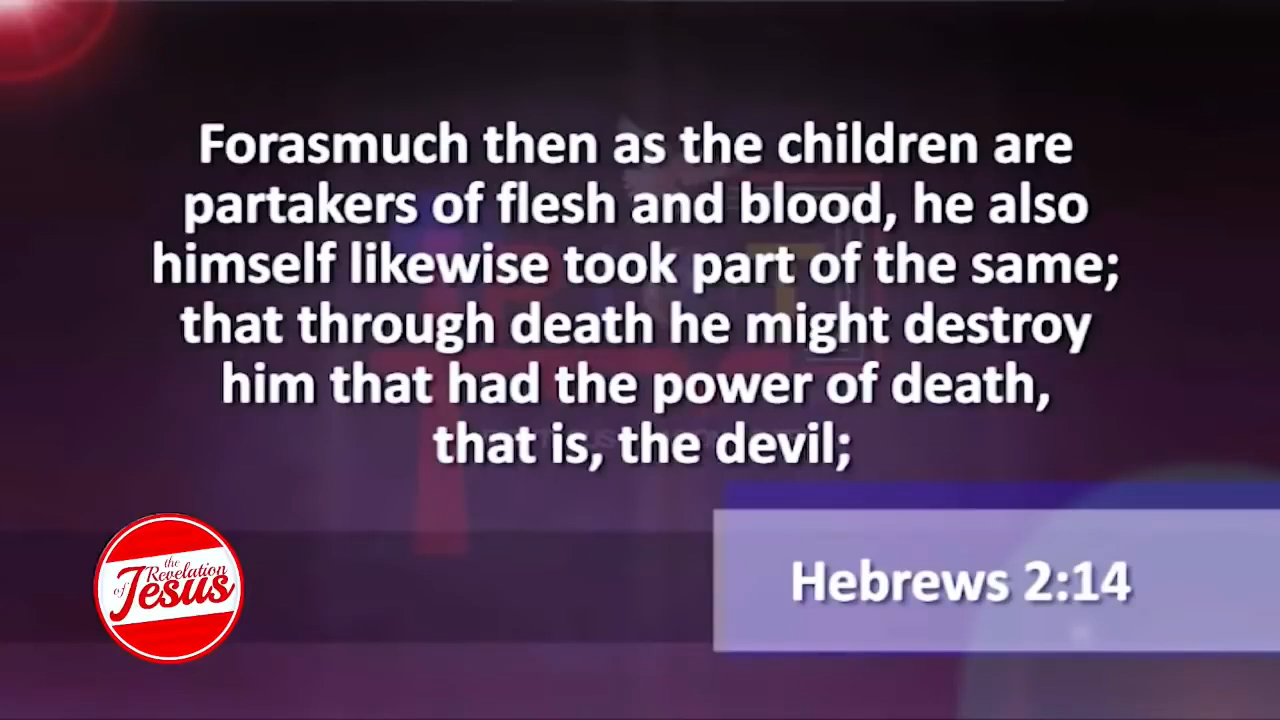 Forasmuch then as the children are
partakers of flesh and blood, he also
himself likewise took part of the same;
that through death he might destroy
him that had the power of death,
that is, the devil;
Hebrews 2:14
the
Revelation
of Jesus